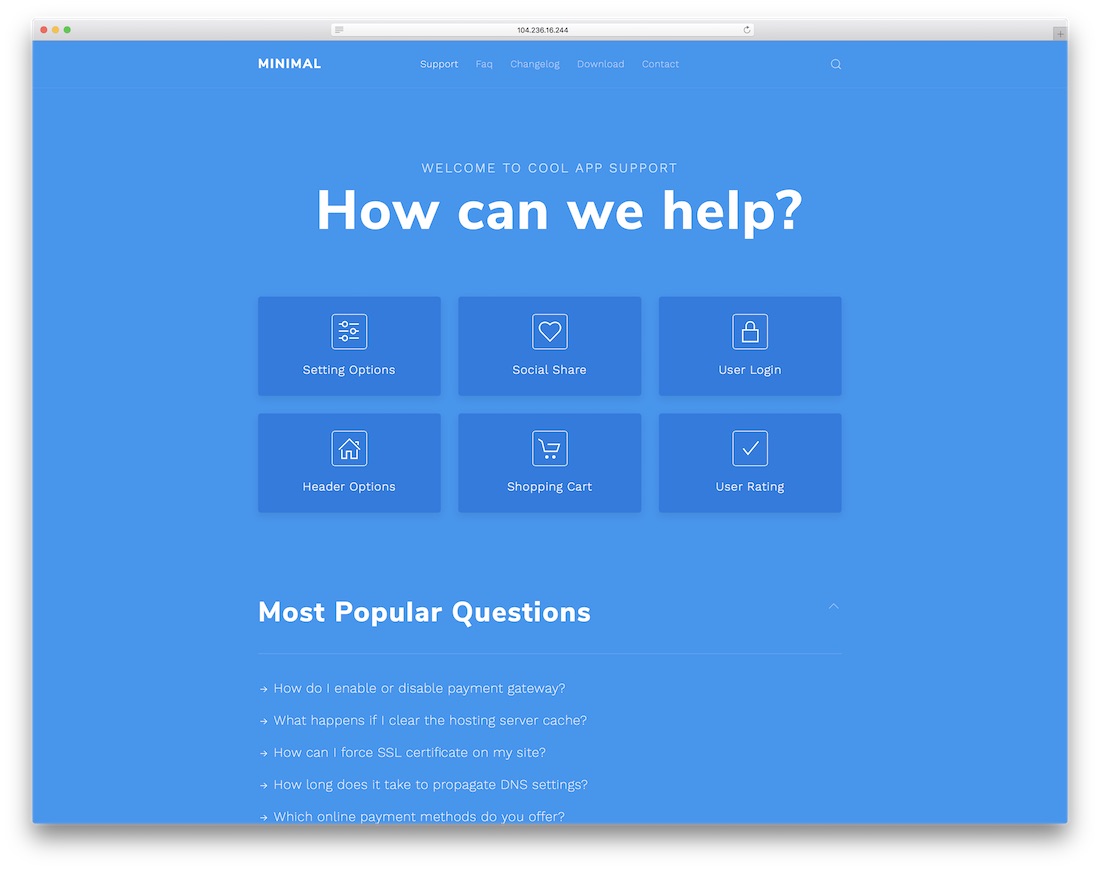 104.236.16.244
MINIMAL Support Faq Changelog Download Contact
WELCOME TO COOL APP SUPPORT
How can we help?
Setting Options Social Share User Login
Header Options Shopping Cart User Rating
Most Popular Questions
How do I enable or disable payment gateway?
What happens if I clear the hosting server cache?
How can I force SSL certificate on my site?
How long does it take to propagate DNS settings?
Which online payment methods do you offer?